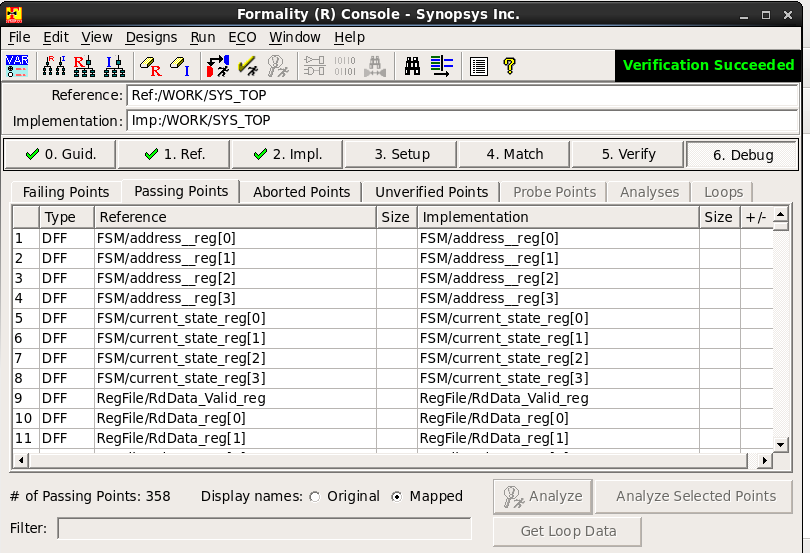 Formality (R) Console - Synopsys Inc.
File Edit View Designs Run ECO Window Help
Verification Succeeded
Reference: Ref:/WORK/SYS_TOP
Implementation: Imp:/WORK/SYS_TOP
0. Guid. 1. Ref. 2. Impl. 3. Setup 4. Match 5. Verify 6. Debug
Failing Points Passing Points Aborted Points Unverified Points Probe Points Analyses Loops
Type Reference Size Implementation Size +/-
1 DFF FSM/address__reg[0] FSM/address__reg[0]
2 DFF FSM/address__reg[1] FSM/address__reg[1]
3 DFF FSM/address__reg[2] FSM/address__reg[2]
4 DFF FSM/address__reg[3] FSM/address__reg[3]
5 DFF FSM/current_state_reg[0] FSM/current_state_reg[0]
6 DFF FSM/current_state_reg[1] FSM/current_state_reg[1]
7 DFF FSM/current_state_reg[2] FSM/current_state_reg[2]
8 DFF FSM/current_state_reg[3] FSM/current_state_reg[3]
9 DFF RegFile/RdData_Valid_reg RegFile/RdData_Valid_reg
10 DFF RegFile/RdData_reg[0] RegFile/RdData_reg[0]
11 DFF RegFile/RdData_reg[1] RegFile/RdData_reg[1]
# of Passing Points: 358 Display names: Original Mapped Analyze Analyze Selected Points
Filter: Get Loop Data